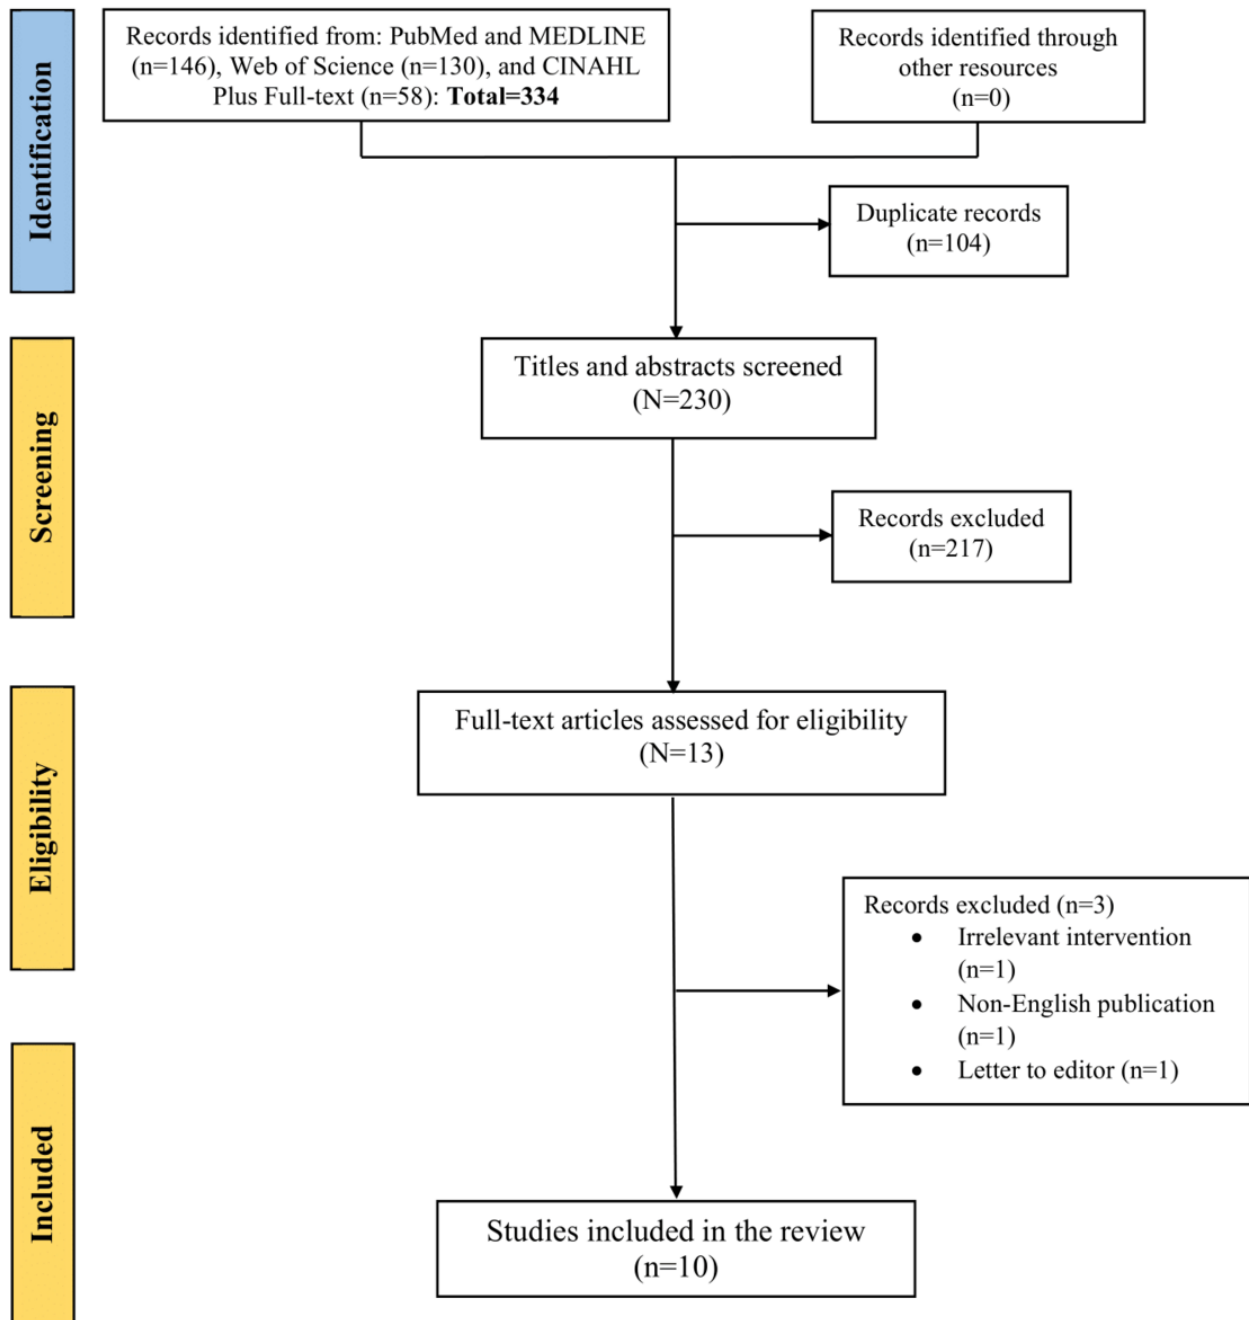 Identification
Records identified from: PubMed and MEDLINE
(n=146), Web of Science (n=130), and CINAHL
Plus Full-text (n=58): Total=334
Records identified through
other resources
(n=0)
Duplicate records
(n=104)
Screening
Titles and abstracts screened
(N=230)
Records excluded
(n=217)
Eligibility
Full-text articles assessed for eligibility
(N=13)
Records excluded (n=3)
• Irrelevant intervention
(n=1)
• Non-English publication
(n=1)
• Letter to editor (n=1)
Included
Studies included in the review
(n=10)